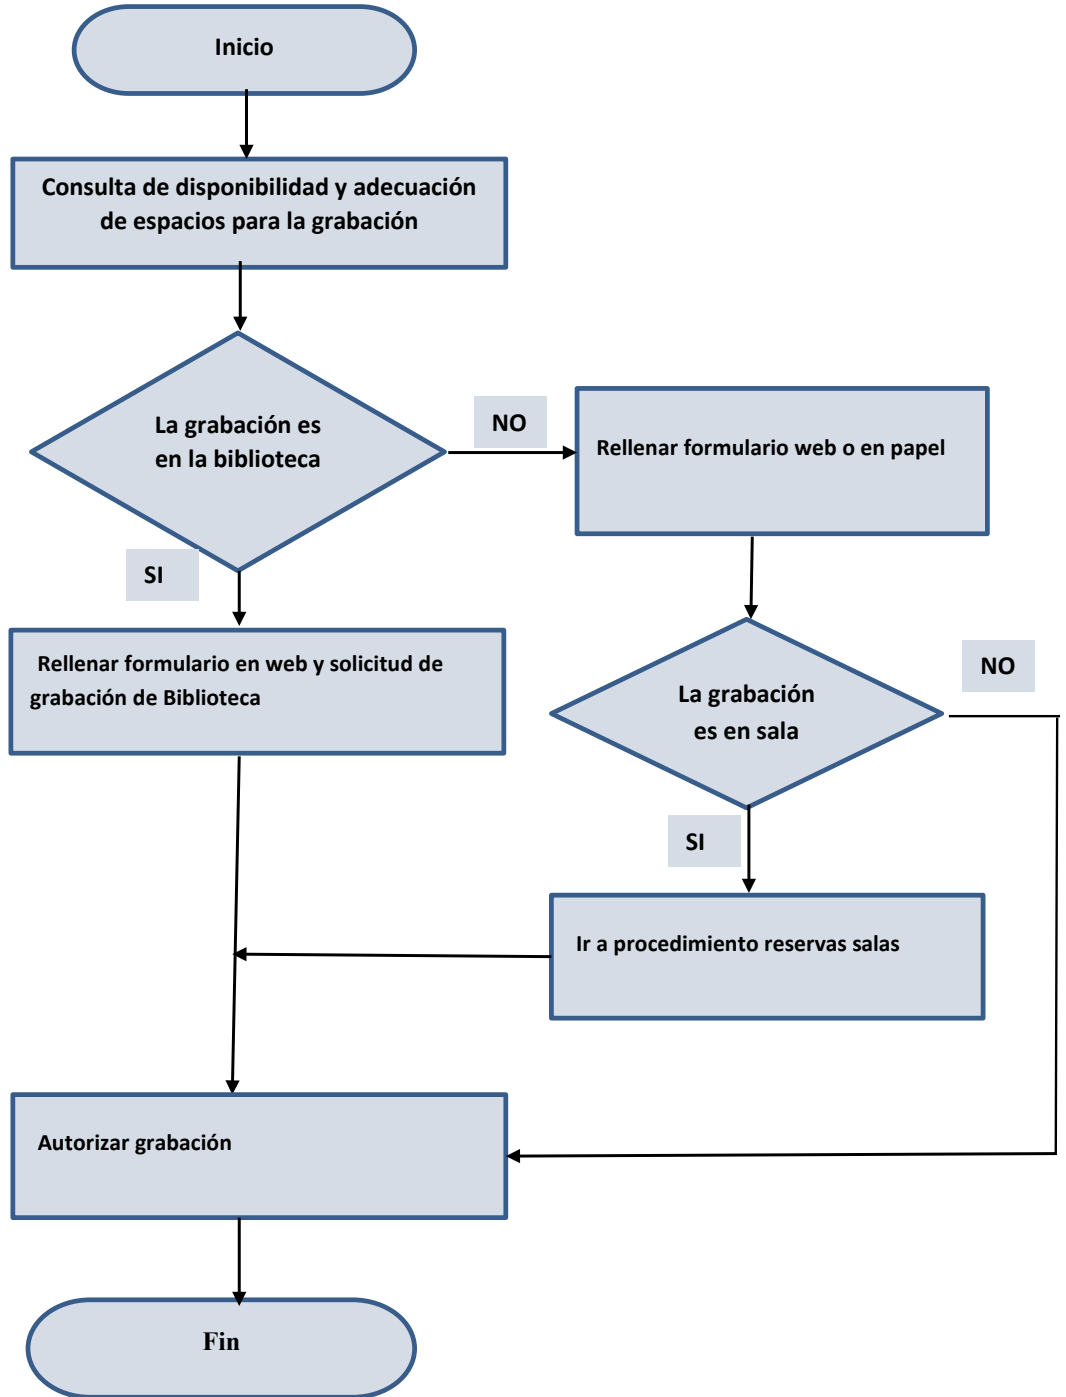 Inicio
Consulta de disponibilidad y adecuación
de espacios para la grabación
La grabación es
en la biblioteca
NO
Rellenar formulario web o en papel
SI
Rellenar formulario en web y solicitud de
grabación de Biblioteca
La grabación
es en sala
NO
SI
Ir a procedimiento reservas salas
Autorizar grabación
Fin